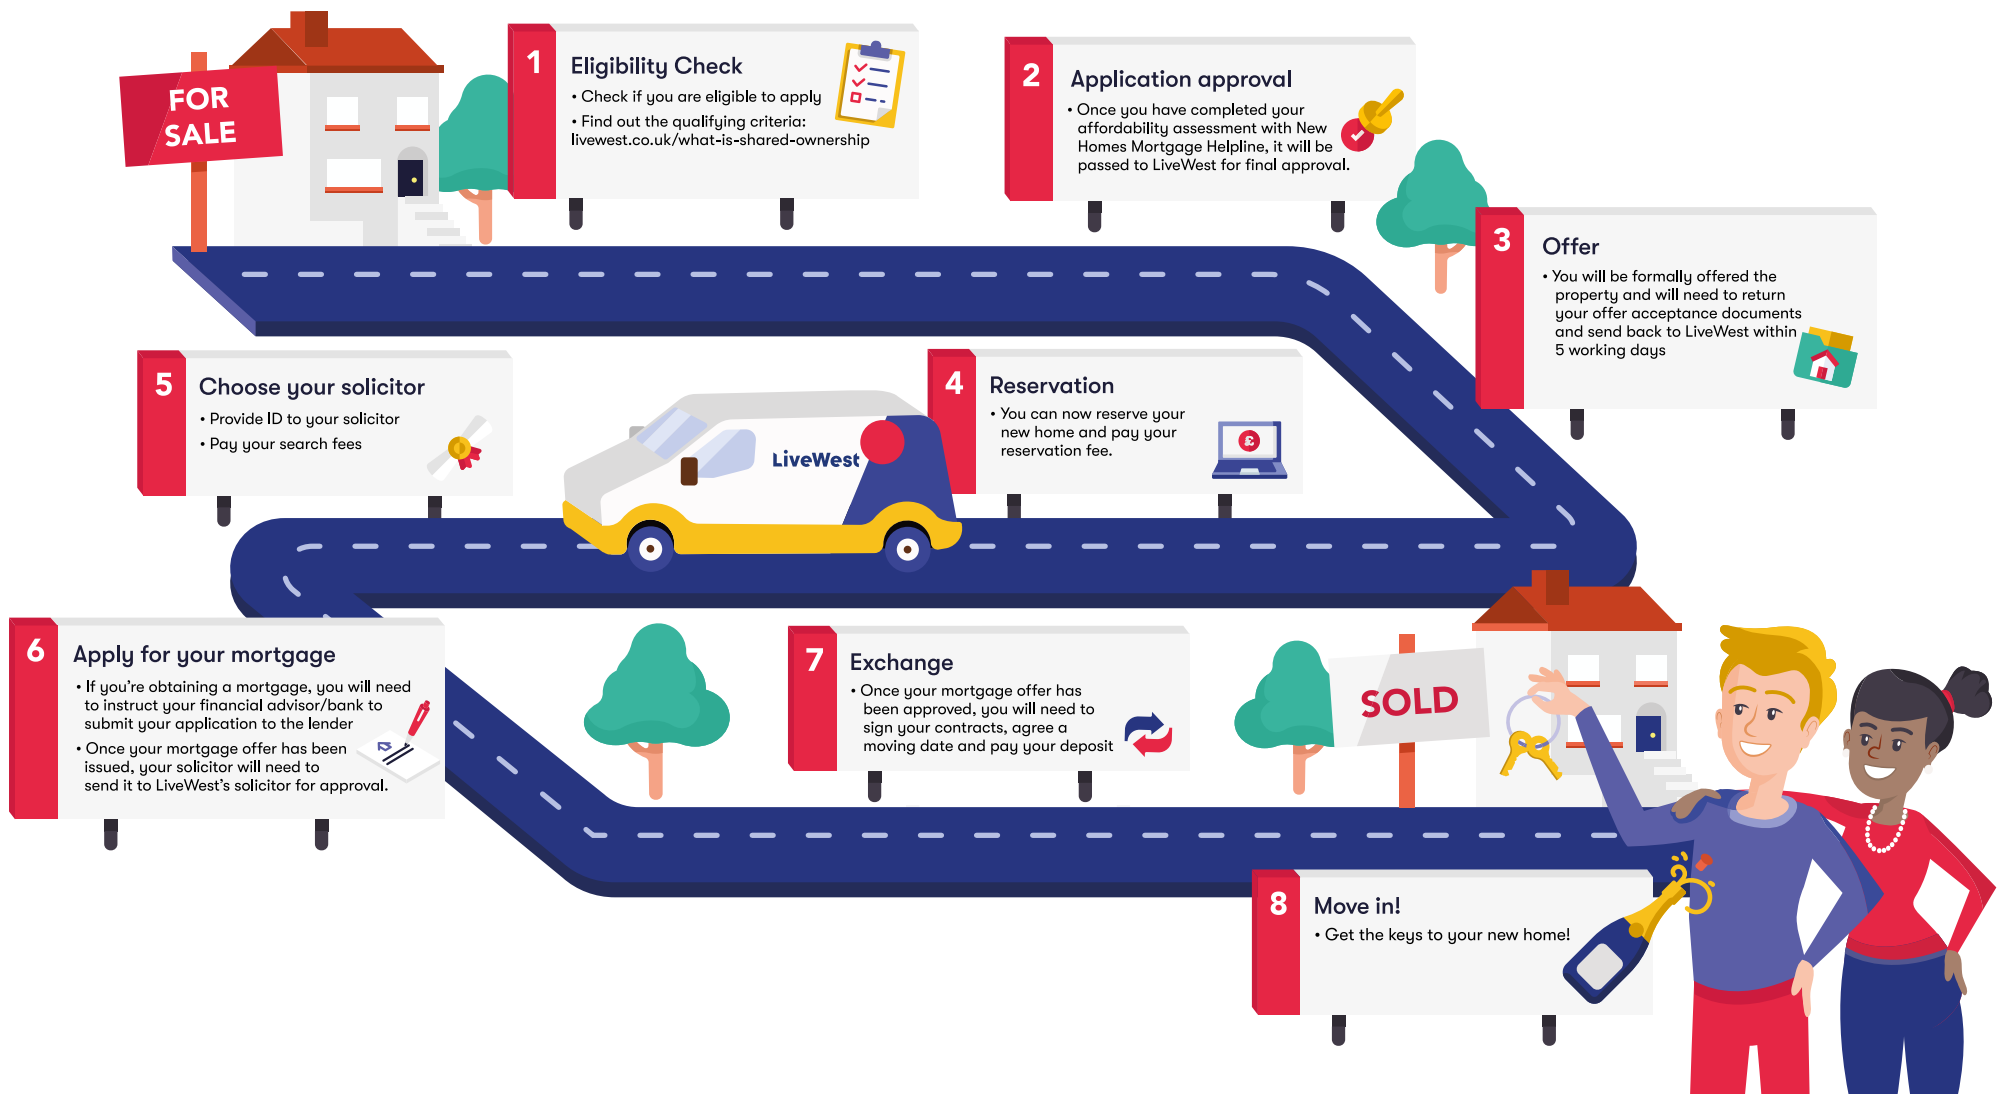 FOR
SALE
1
Eligibility Check
• Check if you are eligible to apply
• Find out the qualifying criteria:
livewest.co.uk/what-is-shared-ownership
2
Application approval
• Once you have completed your
affordability assessment with New
Homes Mortgage Helpline, it will be
passed to LiveWest for final approval.
3
Offer
• You will be formally offered the
property and will need to return
your offer acceptance documents
and send back to LiveWest within
5 working days
4
Reservation
• You can now reserve your
new home and pay your
reservation fee.
£
LiveWest
5
Choose your solicitor
• Provide ID to your solicitor
• Pay your search fees
6
Apply for your mortgage
• If you’re obtaining a mortgage, you will need
to instruct your financial advisor/bank to
submit your application to the lender
• Once your mortgage offer has been
issued, your solicitor will need to
send it to LiveWest’s solicitor for approval.
7
Exchange
• Once your mortgage offer has
been approved, you will need to
sign your contracts, agree a
moving date and pay your deposit
SOLD
8
Move in!
• Get the keys to your new home!